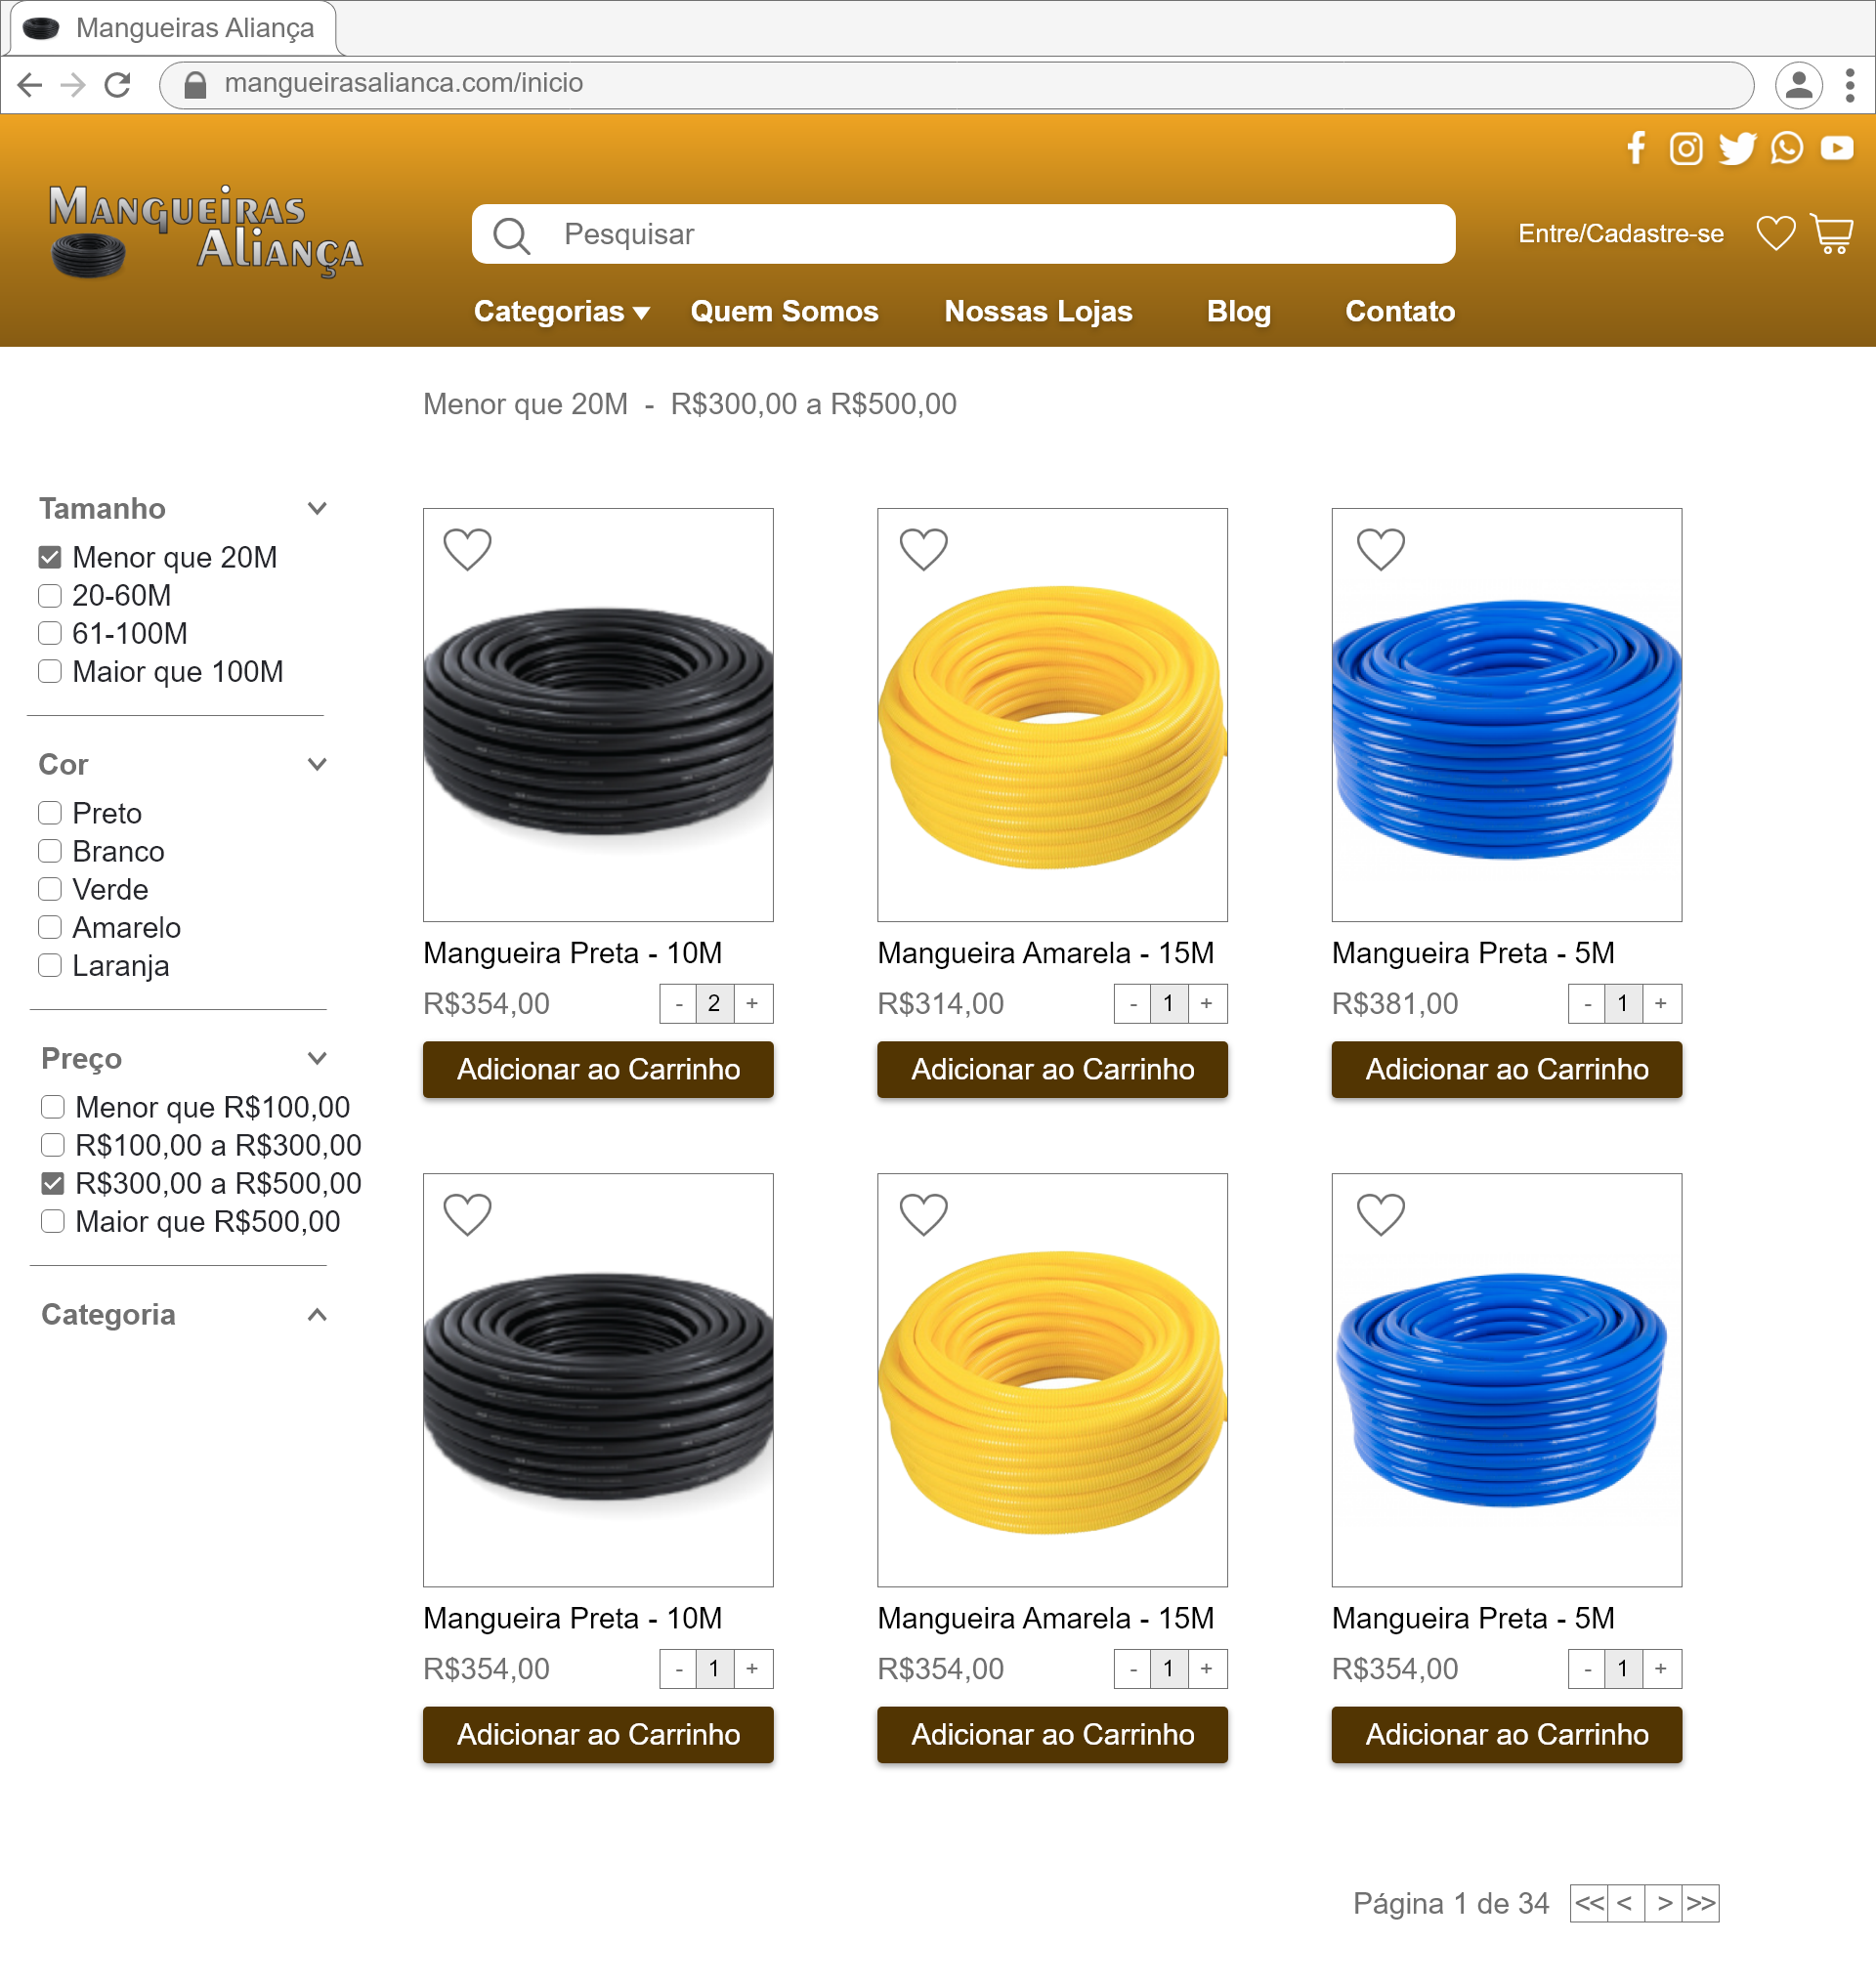 Mangueiras Aliança
mangueirasalianca.com/inicio
Mangueiras
Aliança
Pesquisar
Entre/Cadastre-se
Categorias Quem Somos Nossas Lojas Blog Contato
Menor que 20M - R$300,00 a R$500,00
Tamanho
Menor que 20M
20-60M
61-100M
Maior que 100M
Cor
Preto
Branco
Verde
Amarelo
Laranja
Preço
Menor que R$100,00
R$100,00 a R$300,00
R$300,00 a R$500,00
Maior que R$500,00
Categoria
Mangueira Preta - 10M
R$354,00 - 2 +
Adicionar ao Carrinho
Mangueira Amarela - 15M
R$314,00 - 1 +
Adicionar ao Carrinho
Mangueira Preta - 5M
R$381,00 - 1 +
Adicionar ao Carrinho
Mangueira Preta - 10M
R$354,00 - 1 +
Adicionar ao Carrinho
Mangueira Amarela - 15M
R$354,00 - 1 +
Adicionar ao Carrinho
Mangueira Preta - 5M
R$354,00 - 1 +
Adicionar ao Carrinho
Página 1 de 34 << < > >>